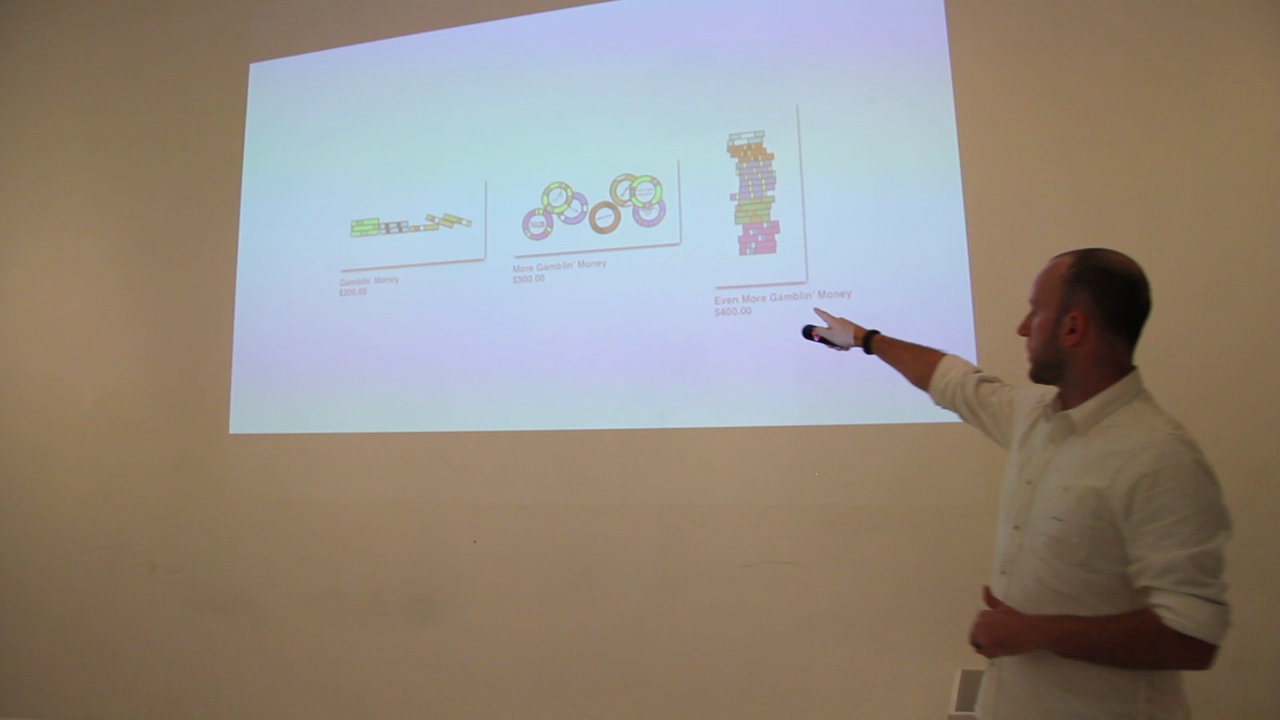 Gamblin' Money
$200.00
More Gamblin' Money
$300.00
Even More Gamblin' Money
$400.00